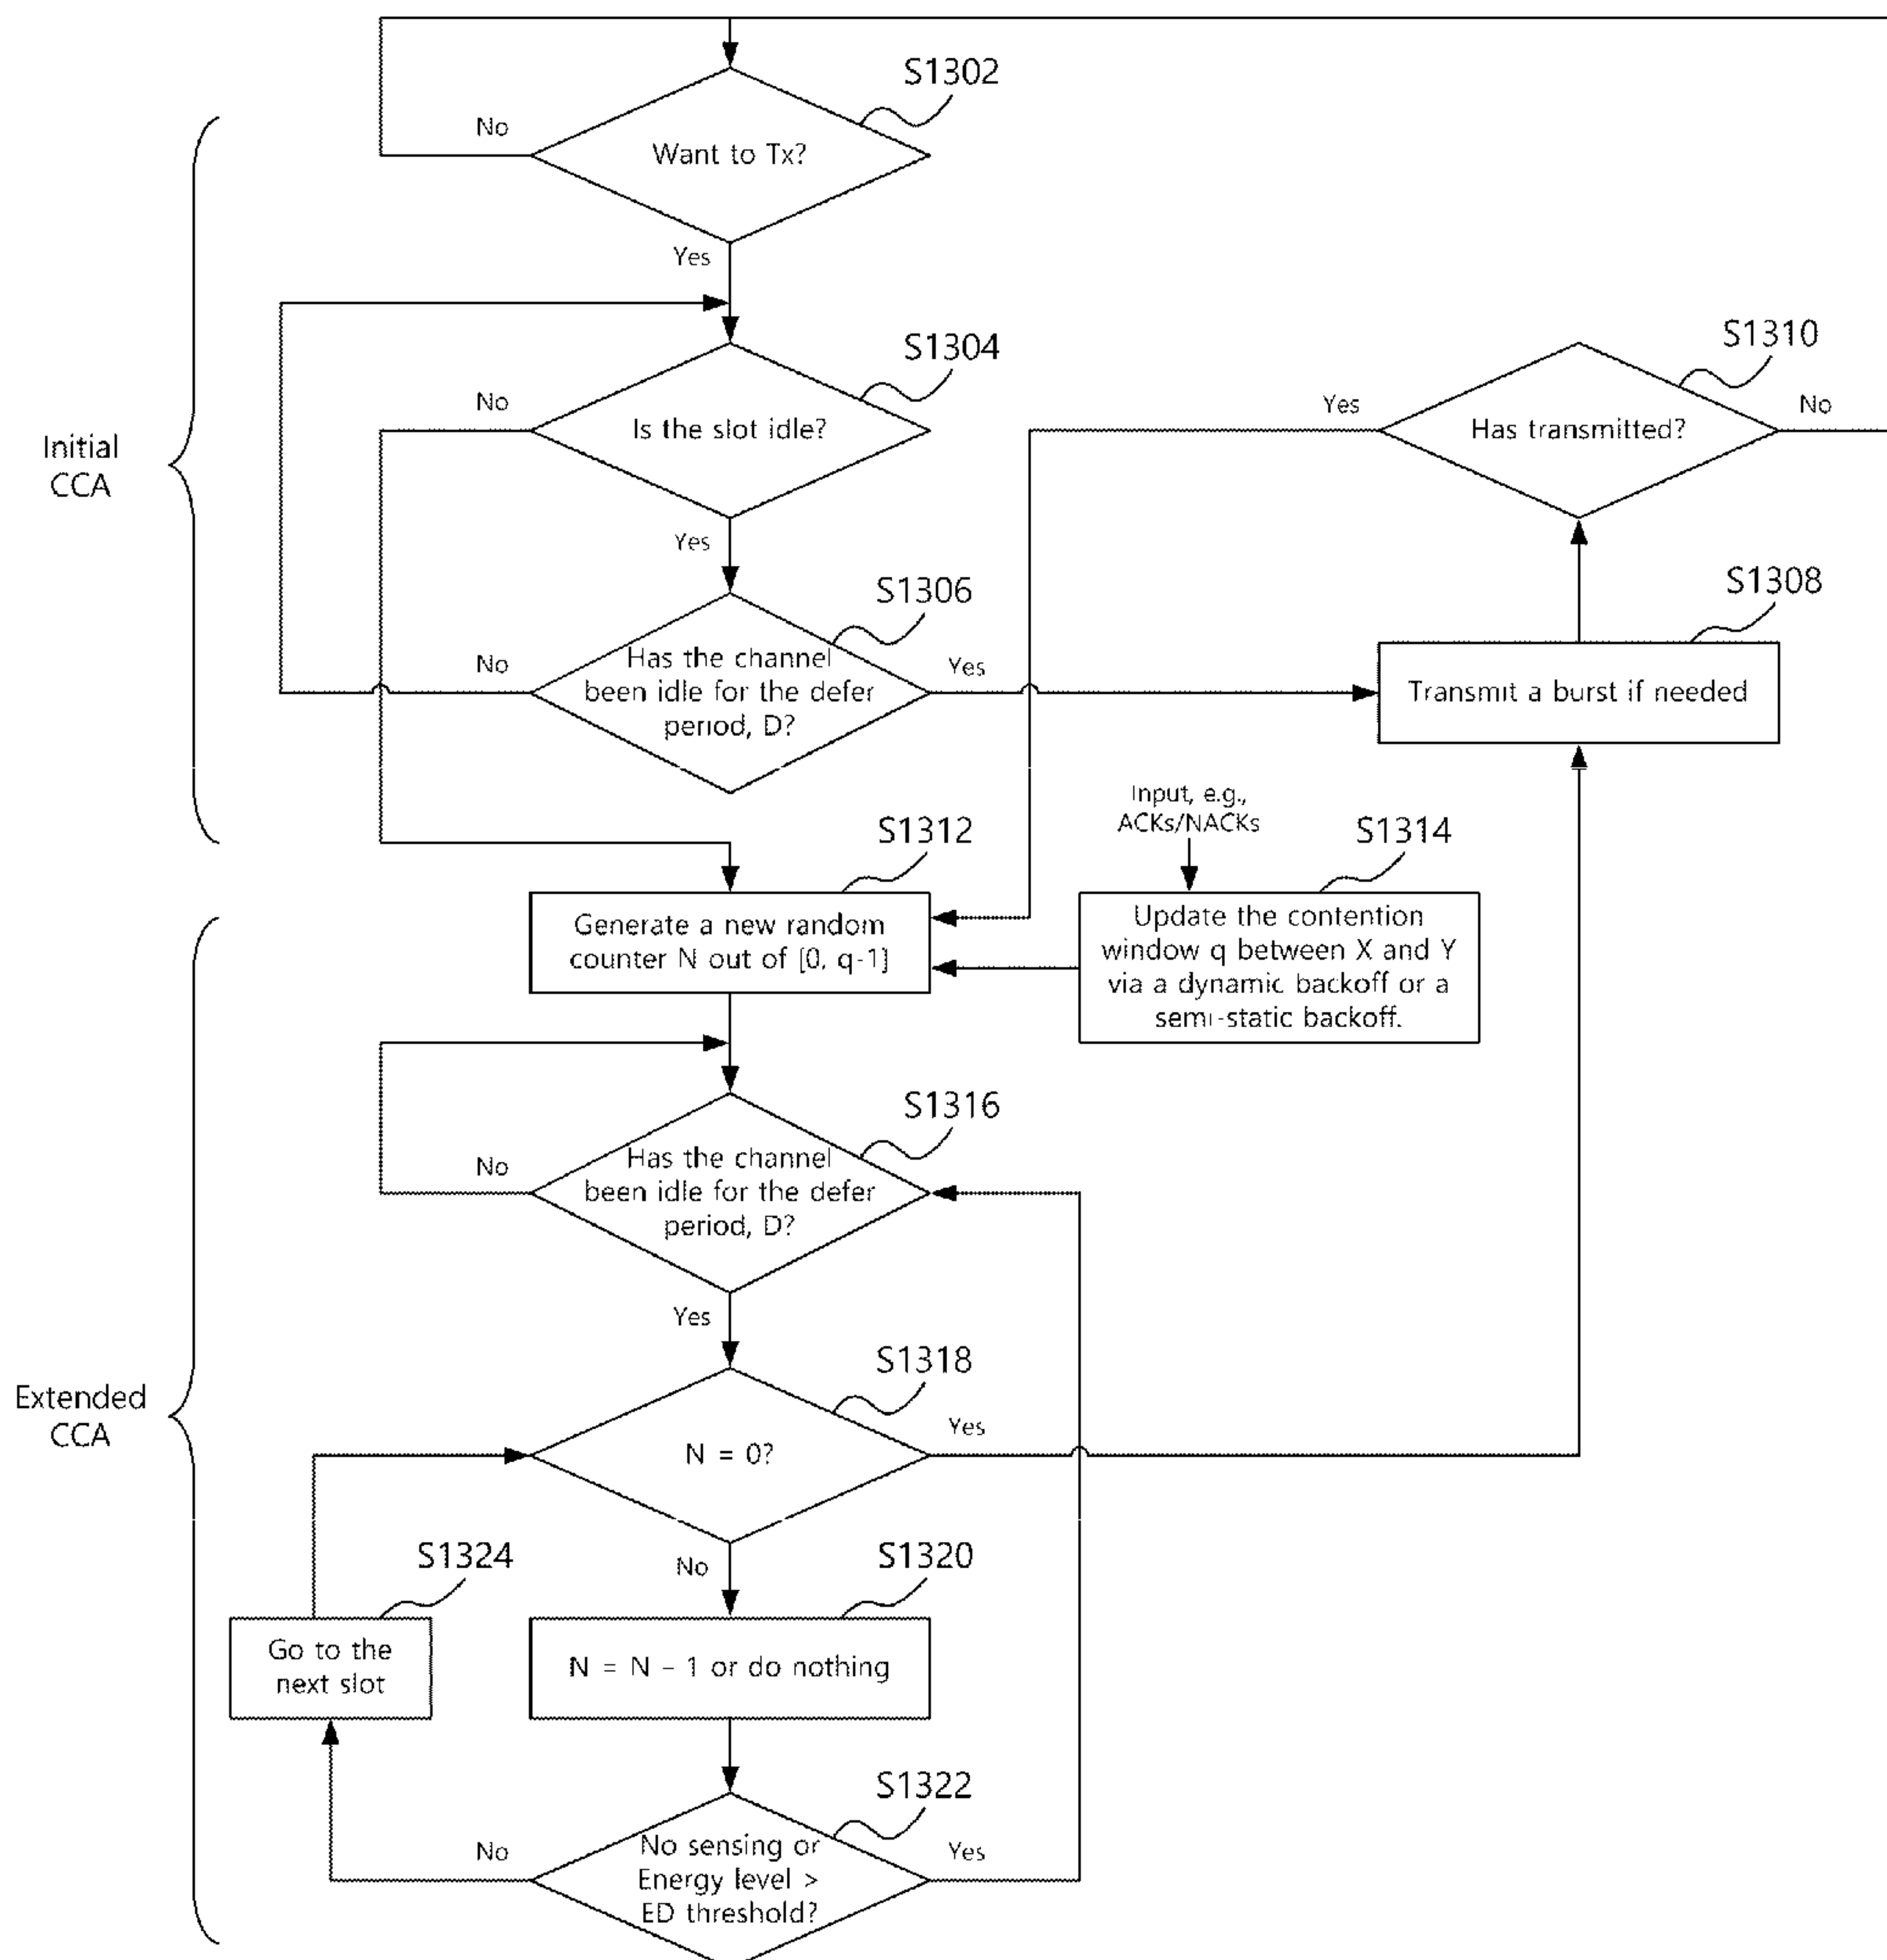 S1302
No
Want to Tx?
Yes
S1304
S1310
No
Is the slot idle?
Yes
Has transmitted?
No
Initial
CCA
Yes
S1306
S1308
No
Has the channel
been idle for the defer
period, D?
Yes
Transmit a burst if needed
Input, e.g.,
ACKs/NACKs
S1312
S1314
Generate a new random
counter N out of [0, q-1]
Update the contention
window q between X and Y
via a dynamic backoff or a
semi-static backoff.
S1316
No
Has the channel
been idle for the defer
period, D?
Yes
S1318
Extended
CCA
N = 0?
Yes
S1324
No
S1320
Go to the
next slot
N = N - 1 or do nothing
S1322
No
No sensing or
Energy level >
ED threshold?
Yes